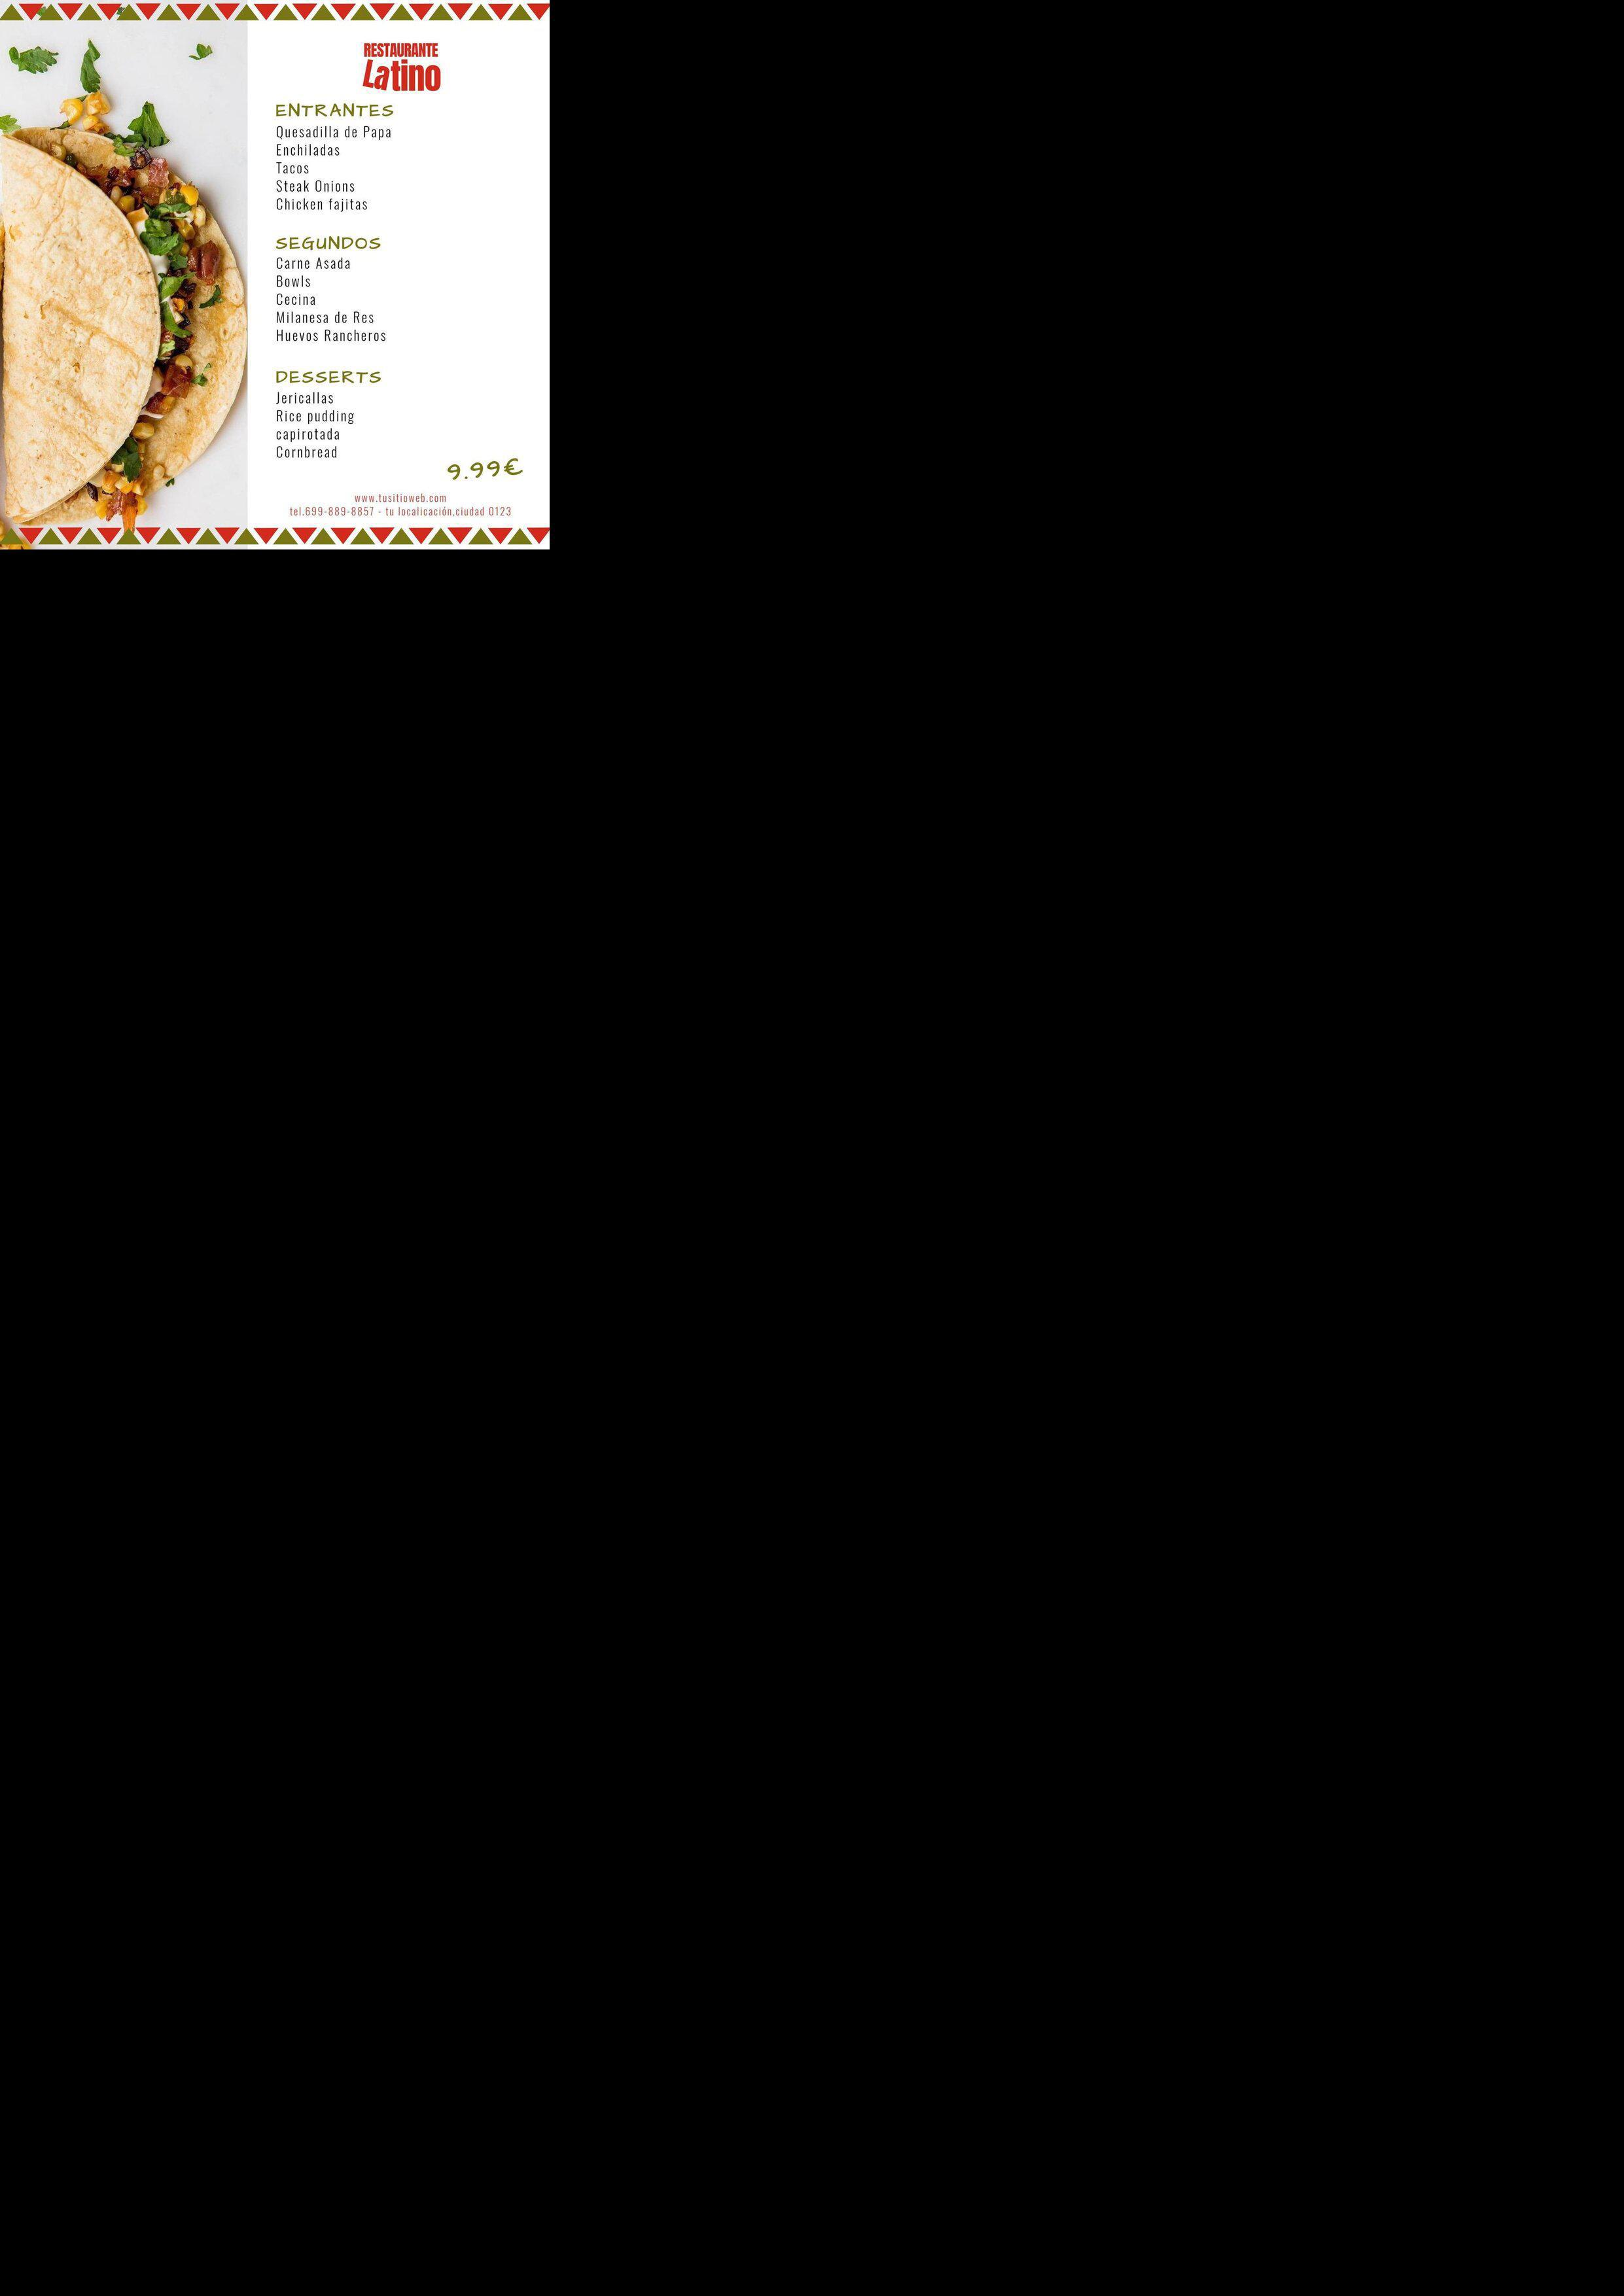 RESTAURANTE
Latino
ENTRANTES
Quesadilla de Papa
Enchiladas
Tacos
Steak Onions
Chicken fajitas
SEGUNDOS
Carne Asada
Bowls
Cecina
Milanesa de Res
Huevos Rancheros
DESSERTS
Jericallas
Rice pudding
capirotada
Cornbread
9.99€
www.tusitioweb.com
tel.699-889-8857 - tu localicación,ciudad 0123